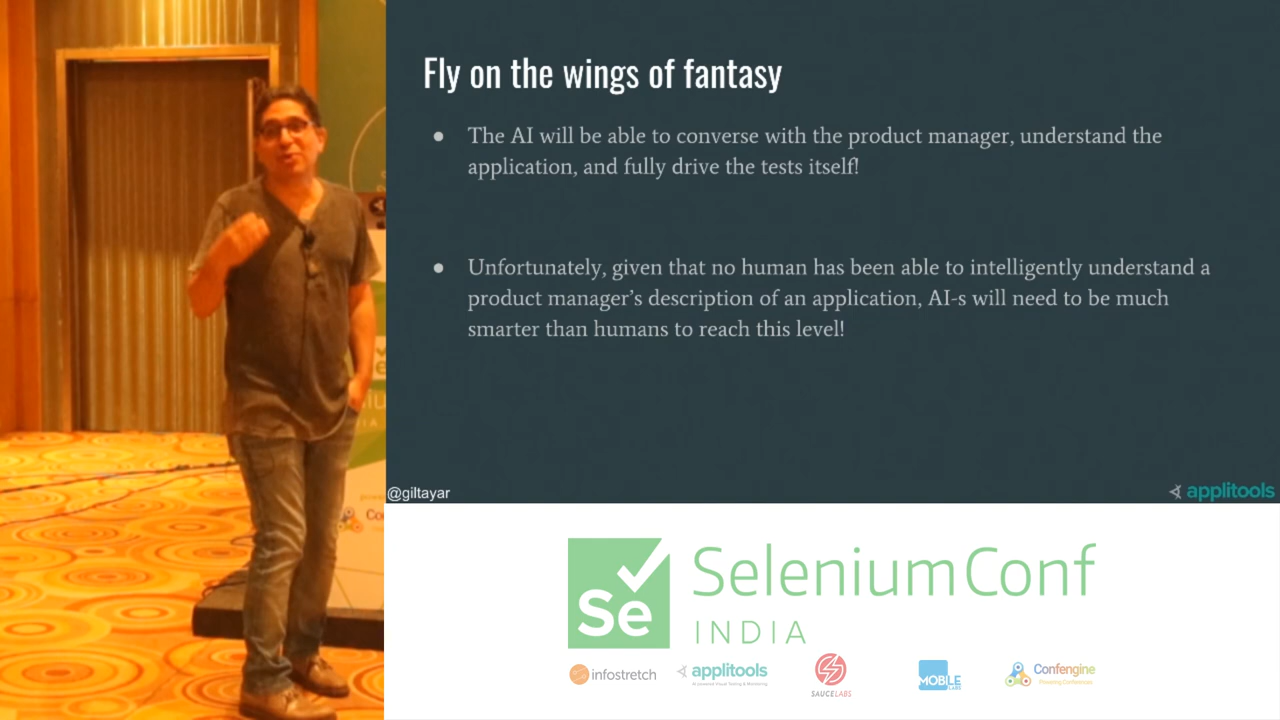 Fly on the wings of fantasy
● The AI will be able to converse with the product manager, understand the
application, and fully drive the tests itself!
● Unfortunately, given that no human has been able to intelligently understand a
product manager’s description of an application, AI-s will need to be much
smarter than humans to reach this level!
@giltayar
applitools
Se
SeleniumConf
INDIA
infostretch
applitools
SAUCELABS
MOBLE
LABS
Confengine